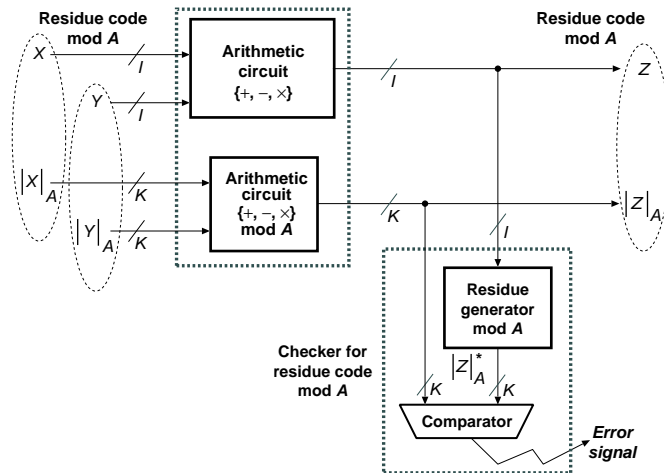 Residue code
mod A
Residue code
mod A
X
I
Arithmetic
circuit
{+, −, ×}
I
Z
Y
I
|X|A
K
Arithmetic
circuit
{+, −, ×}
mod A
K
|Z|A
|Y|A
K
I
Residue
generator
mod A
Checker for
residue code
mod A
|Z|*A
K
K
Comparator
Error
signal